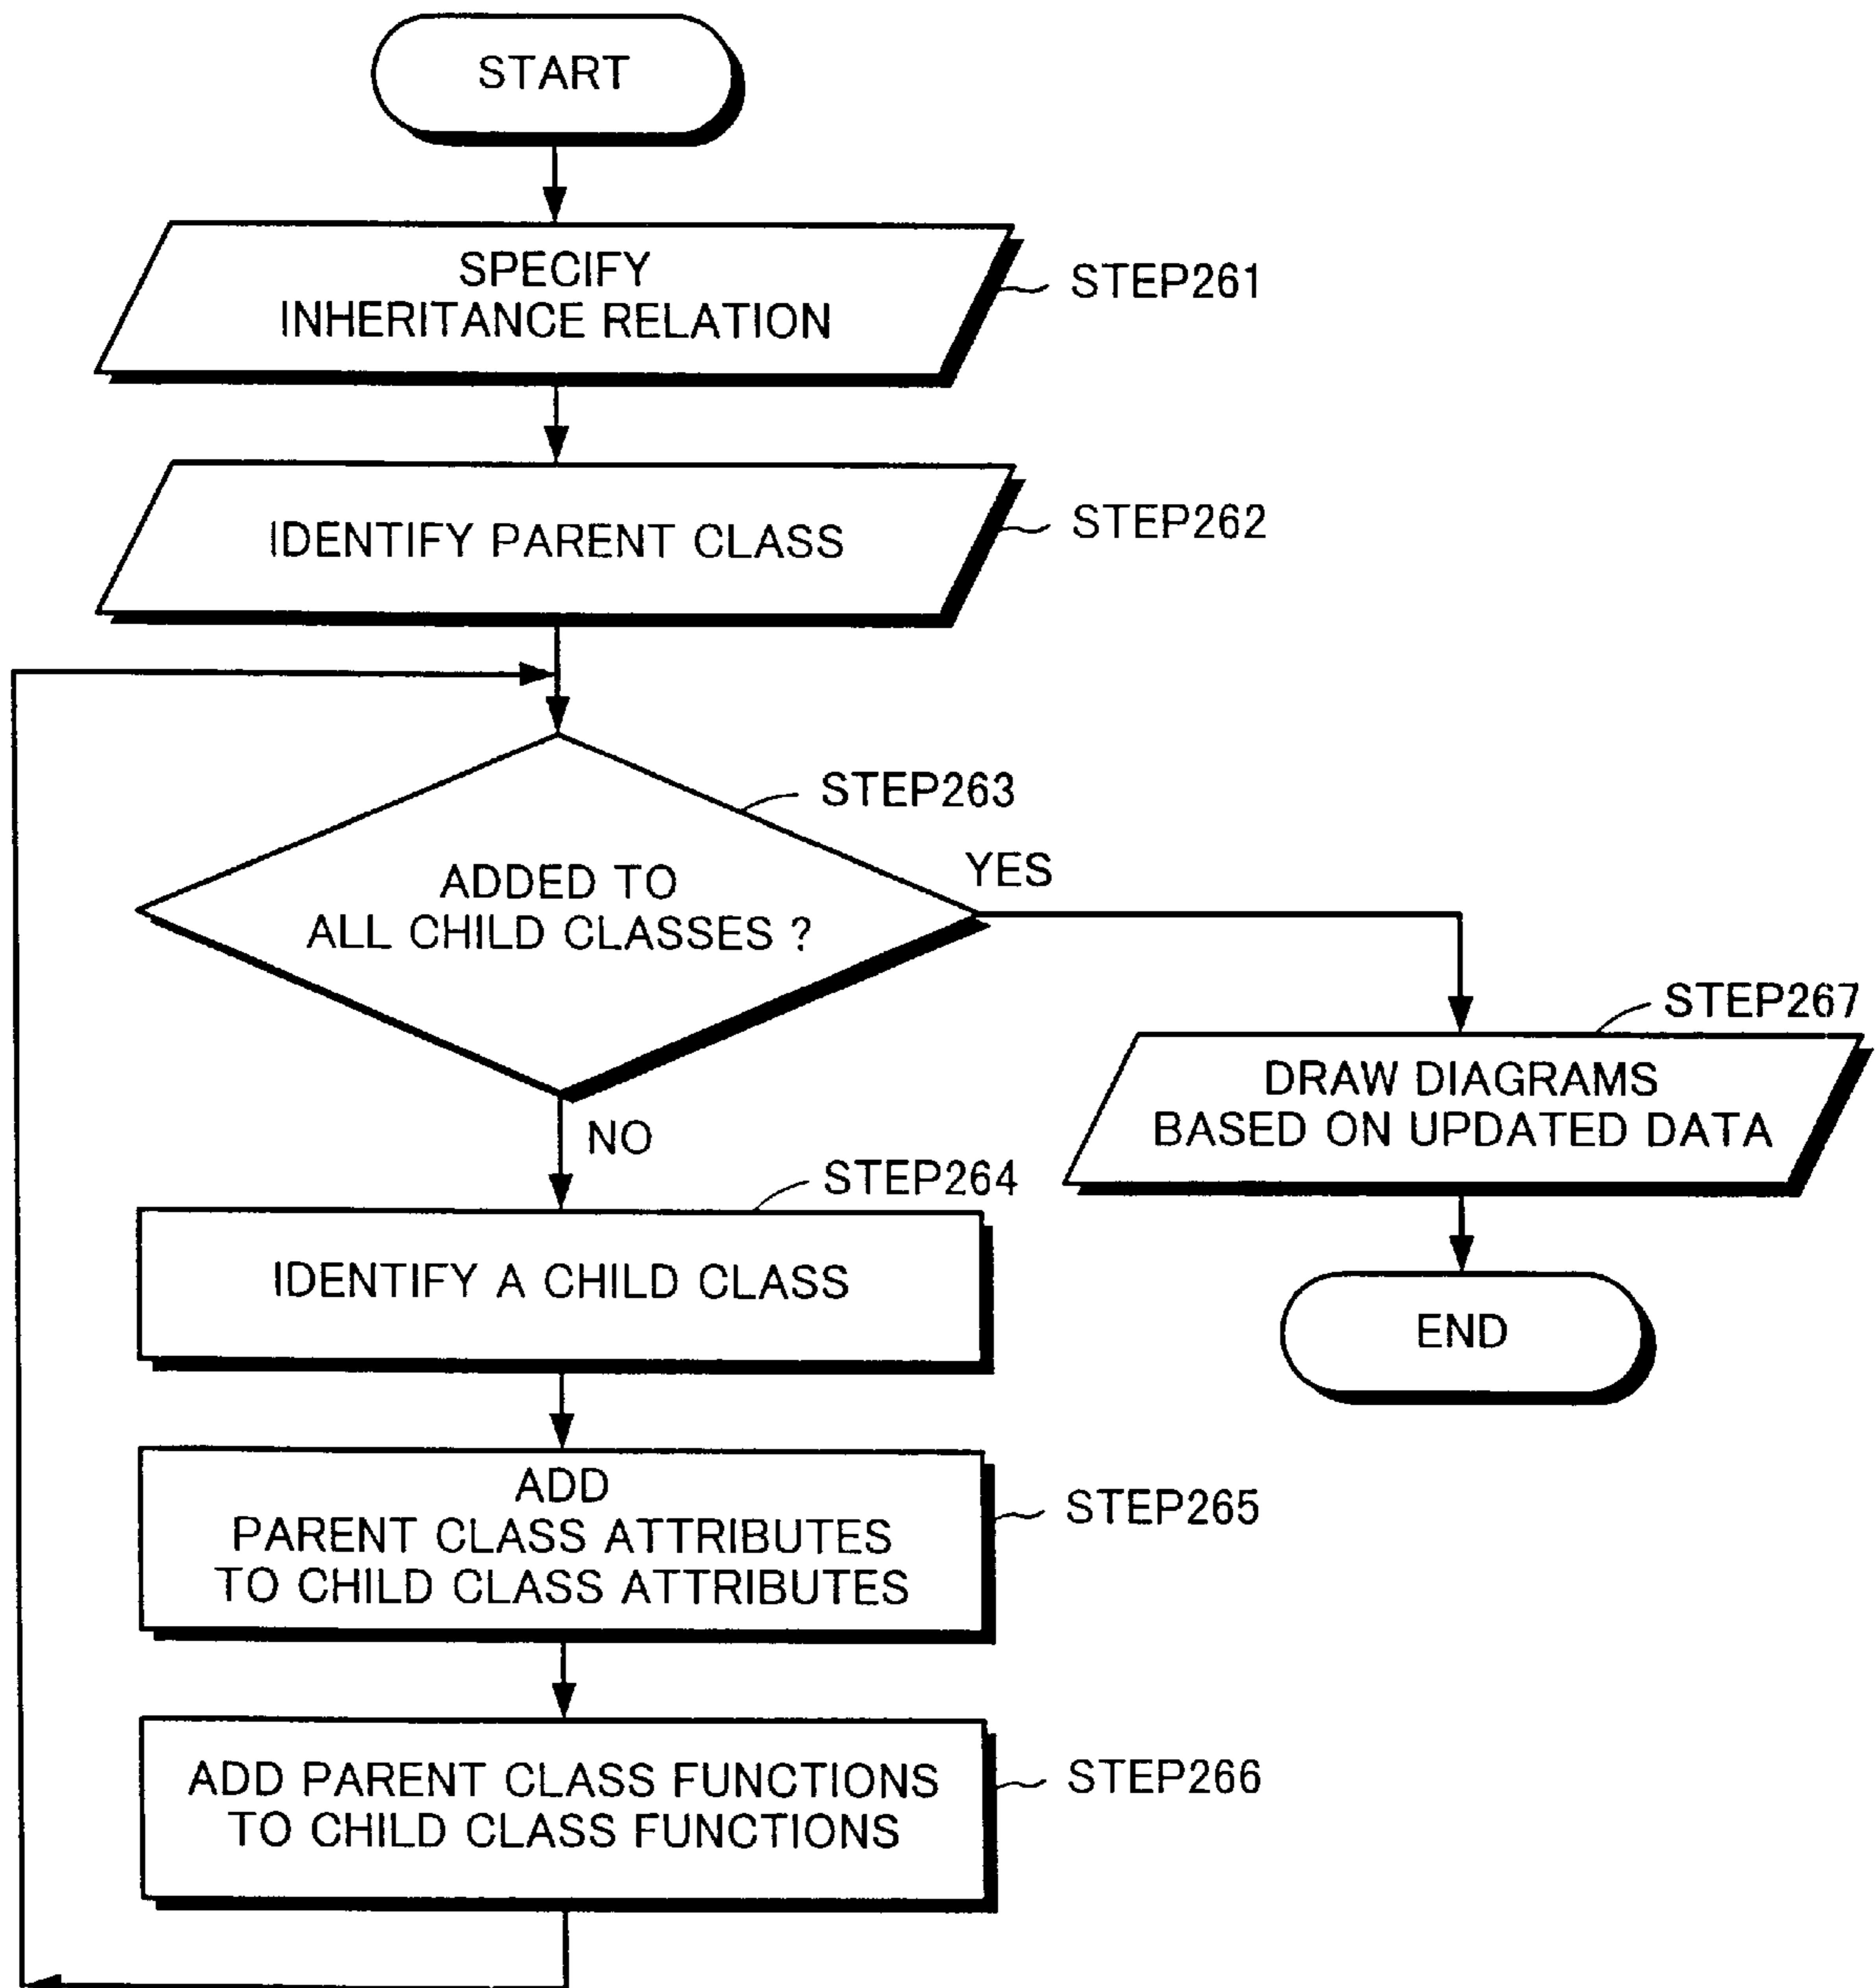 START
SPECIFY
INHERITANCE RELATION
STEP261
IDENTIFY PARENT CLASS
STEP262
STEP263
ADDED TO
ALL CHILD CLASSES ?
YES
NO
STEP267
DRAW DIAGRAMS
BASED ON UPDATED DATA
END
STEP264
IDENTIFY A CHILD CLASS
ADD
PARENT CLASS ATTRIBUTES
TO CHILD CLASS ATTRIBUTES
STEP265
ADD PARENT CLASS FUNCTIONS
TO CHILD CLASS FUNCTIONS
STEP266